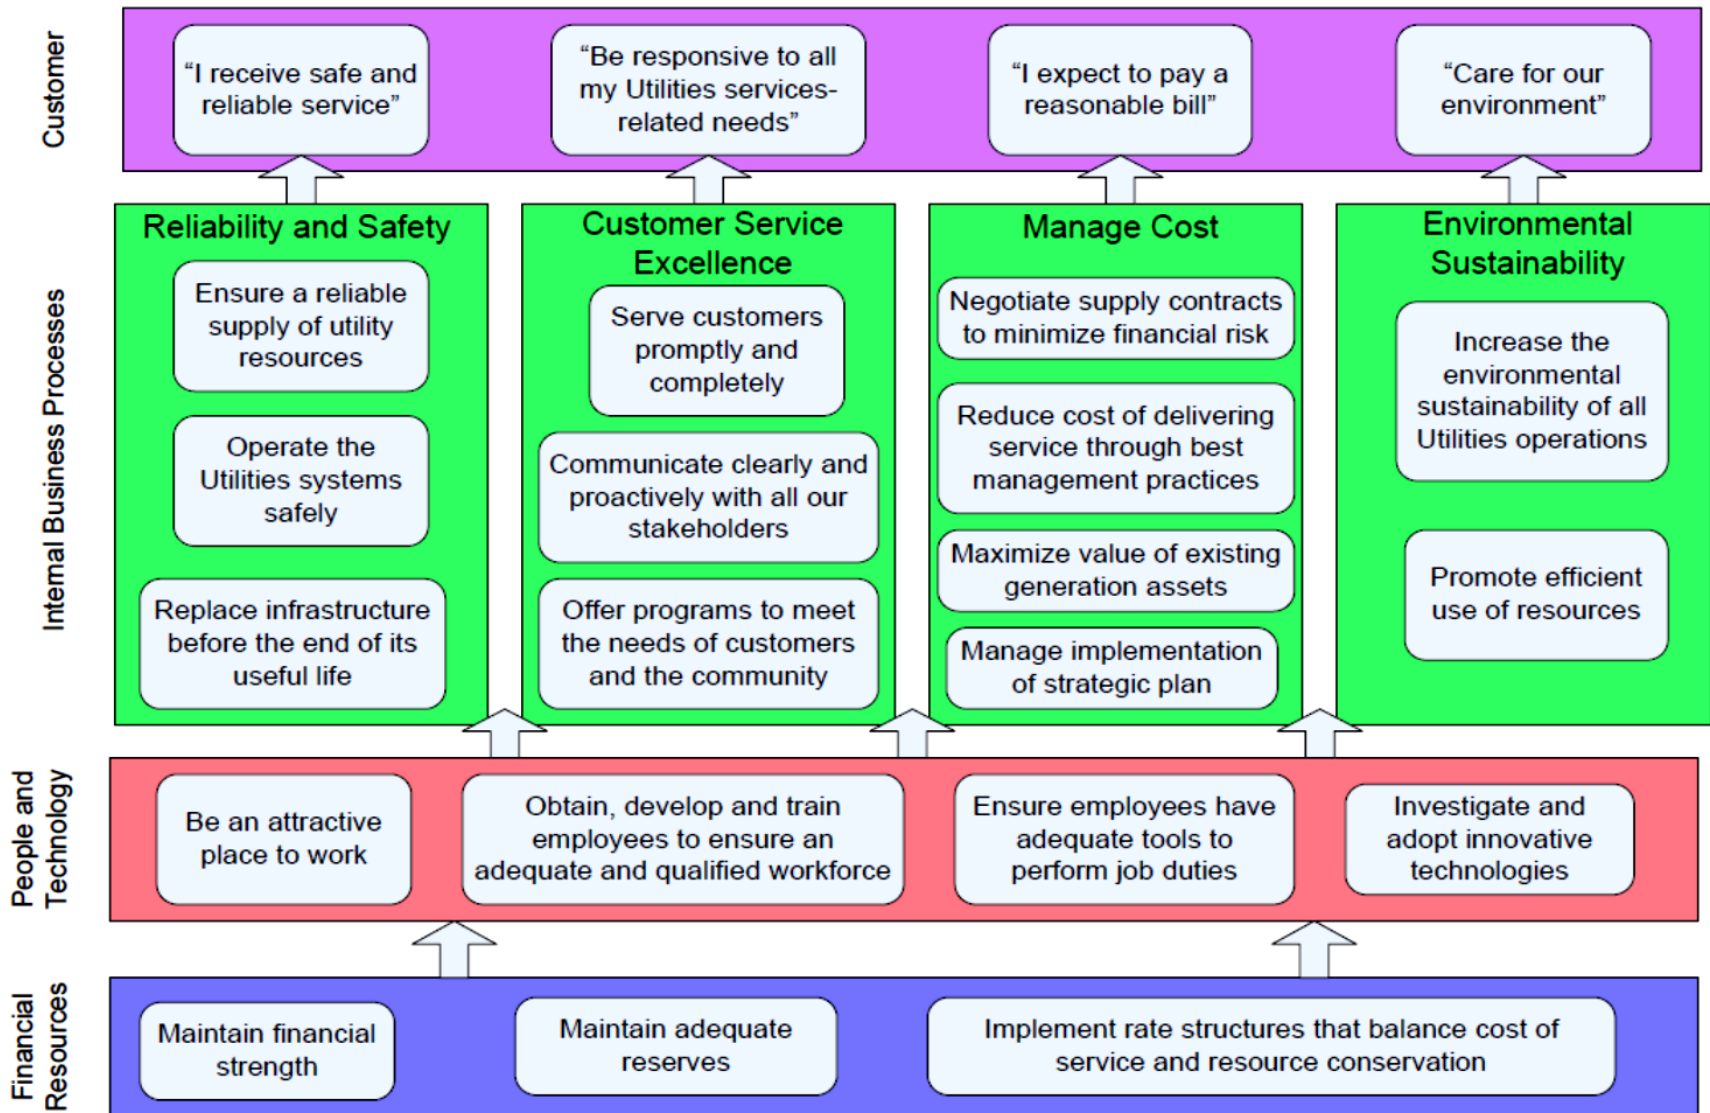 Customer
“I receive safe and
reliable service”
“Be responsive to all
my Utilities services-
related needs”
“I expect to pay a
reasonable bill”
“Care for our
environment”
Internal Business Processes
Reliability and Safety
Ensure a reliable
supply of utility
resources
Operate the
Utilities systems
safely
Replace infrastructure
before the end of its
useful life
Customer Service
Excellence
Serve customers
promptly and
completely
Communicate clearly and
proactively with all our
stakeholders
Offer programs to meet
the needs of customers
and the community
Manage Cost
Negotiate supply contracts
to minimize financial risk
Reduce cost of delivering
service through best
management practices
Maximize value of existing
generation assets
Manage implementation
of strategic plan
Environmental
Sustainability
Increase the
environmental
sustainability of all
Utilities operations
Promote efficient
use of resources
People and
Technology
Be an attractive
place to work
Obtain, develop and train
employees to ensure an
adequate and qualified workforce
Ensure employees have
adequate tools to
perform job duties
Investigate and
adopt innovative
technologies
Financial
Resources
Maintain financial
strength
Maintain adequate
reserves
Implement rate structures that balance cost of
service and resource conservation